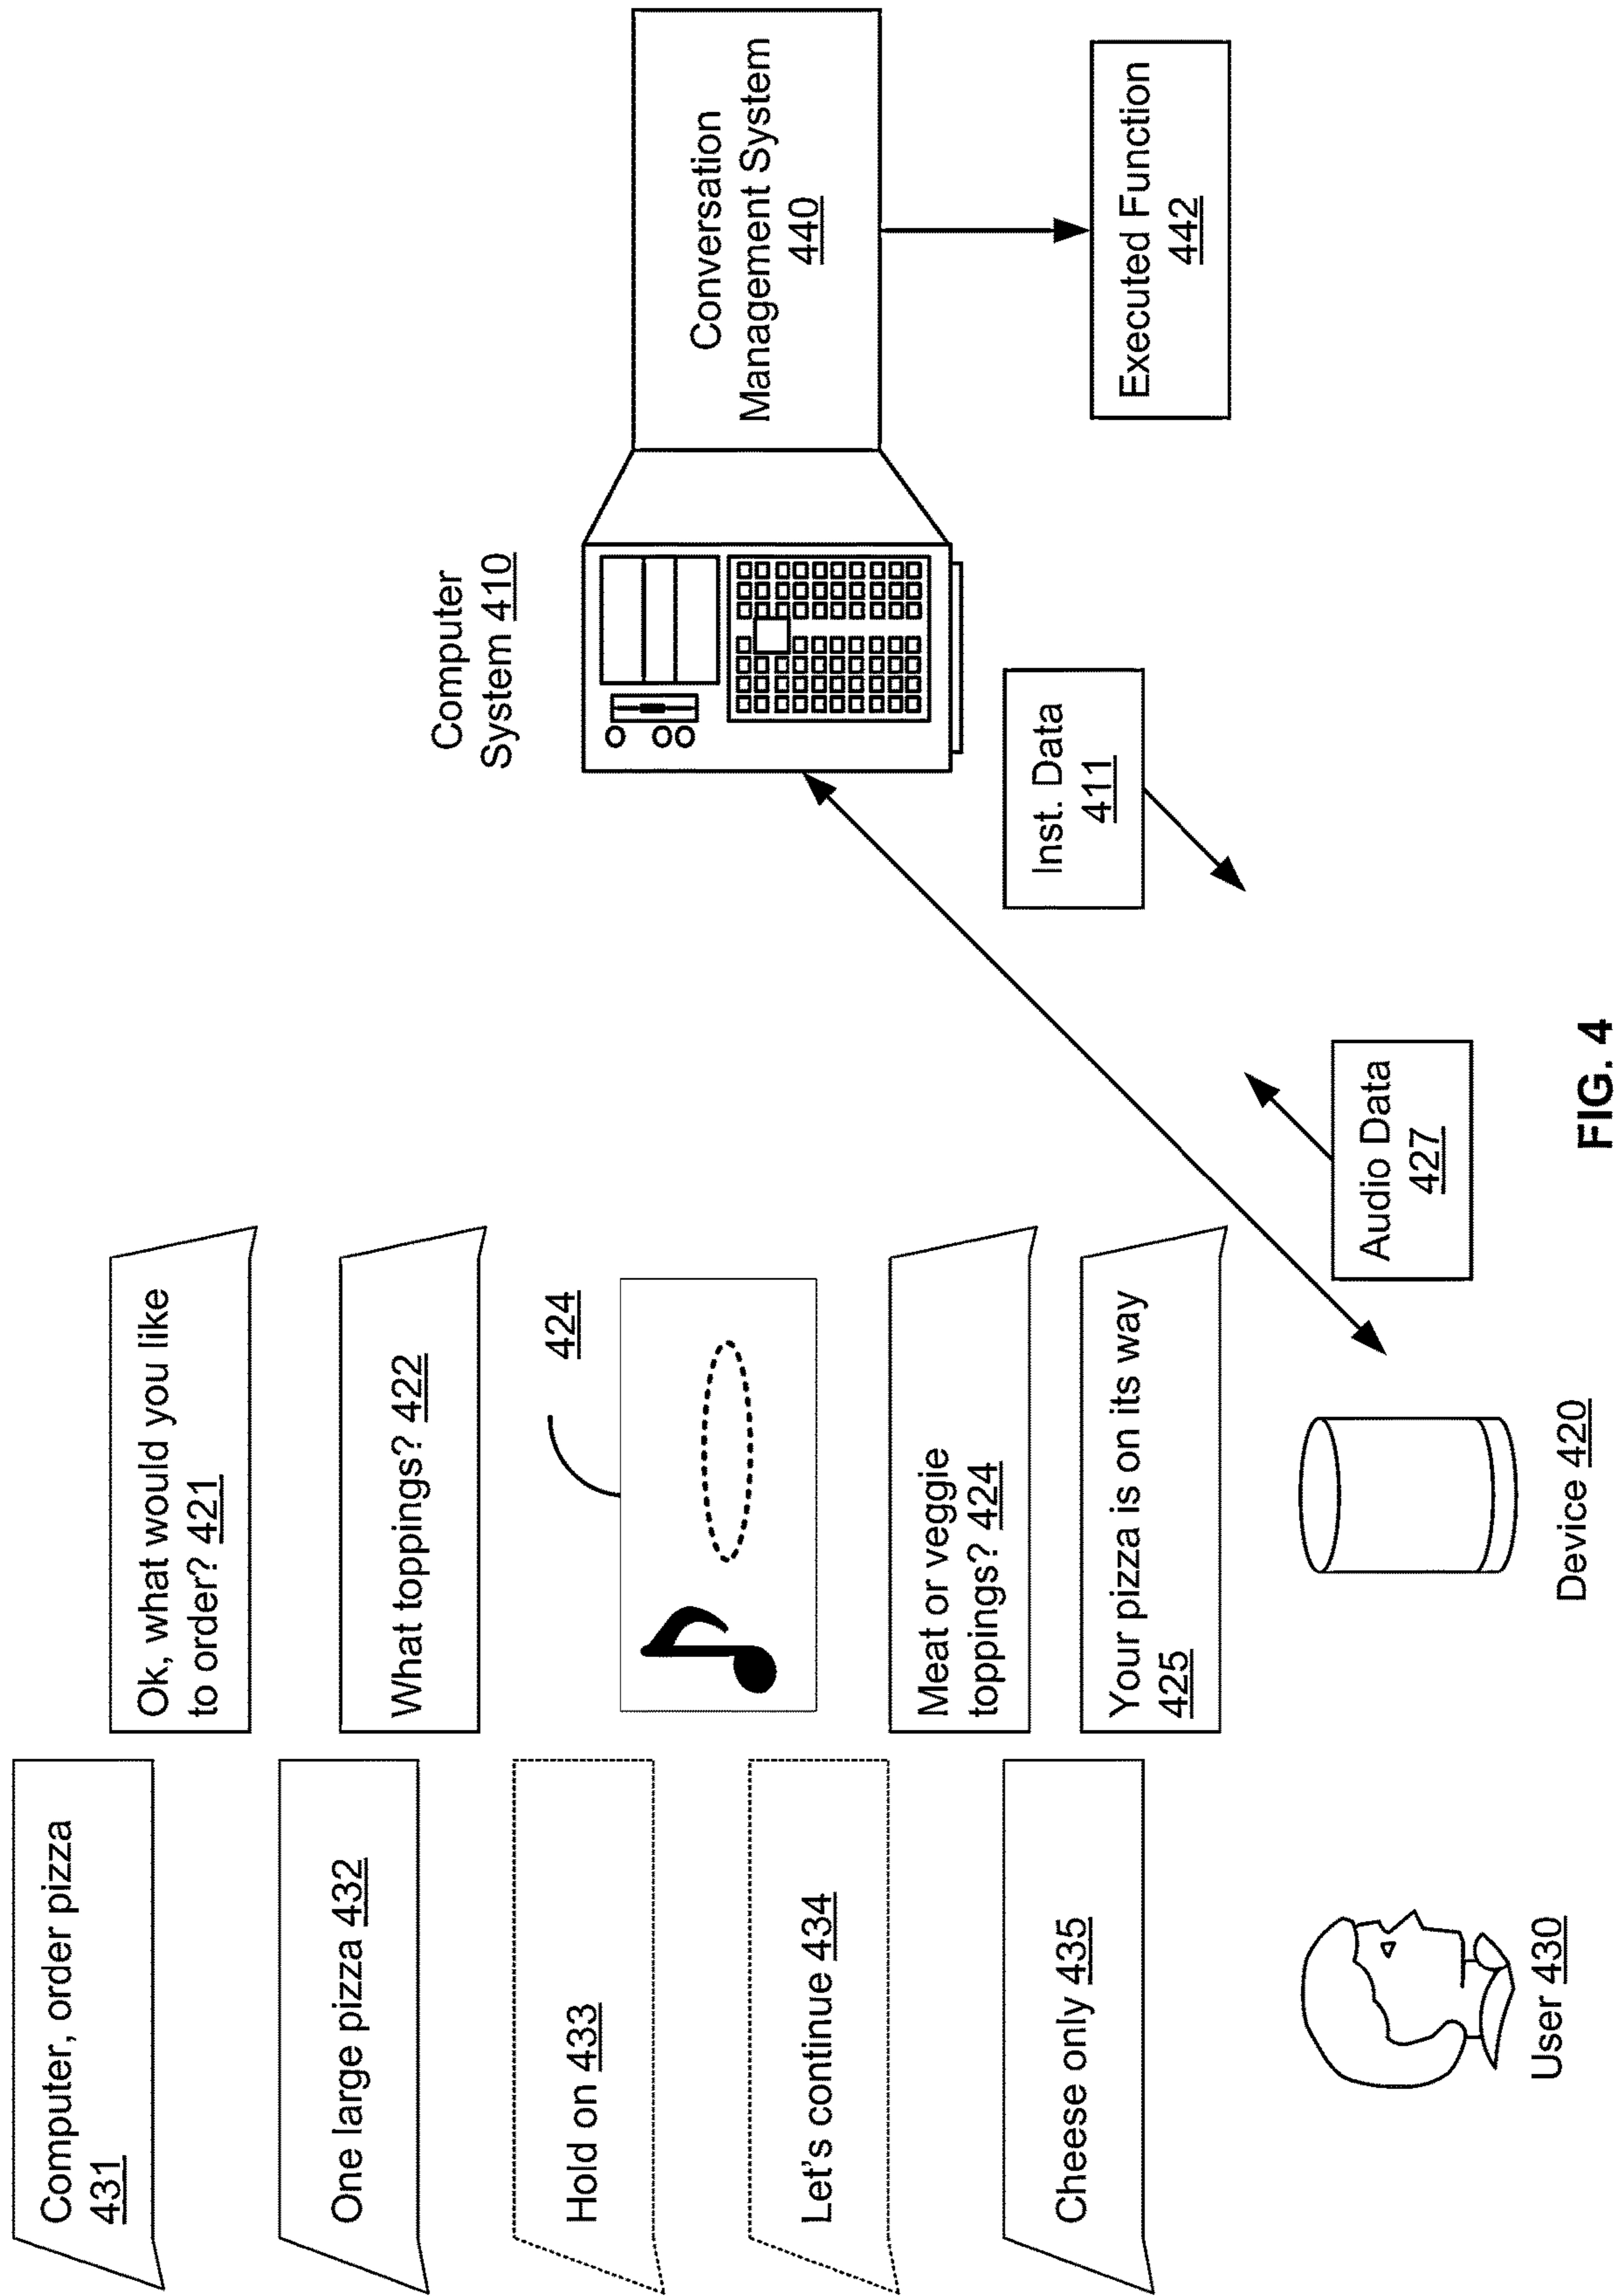 Computer, order pizza
431
Ok, what would you like
to order? 421
One large pizza 432
What toppings? 422
Hold on 433
424
Let's continue 434
Meat or veggie
toppings? 424
Cheese only 435
Your pizza is on its way
425
User 430
Device 420
Audio Data
427
Inst. Data
411
Computer
System 410
Conversation
Management System
440
Executed Function
442
FIG. 4